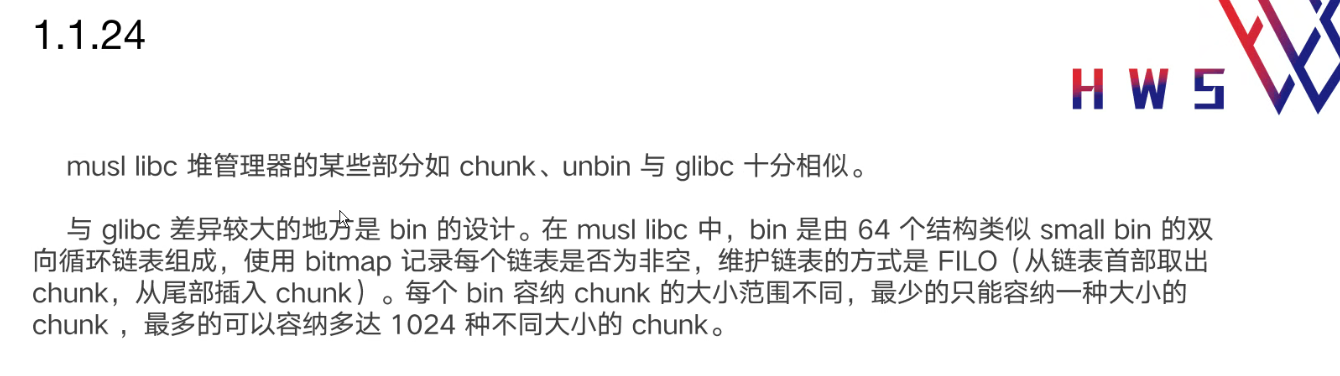 1.1.24
HWS
musl libc 堆管理器的某些部分如 chunk、unbin 与 glibc 十分相似。
与 glibc 差异较大的地方是 bin 的设计。在 musl libc 中，bin 是由 64 个结构类似 small bin 的双
向循环链表组成，使用 bitmap 记录每个链表是否为非空，维护链表的方式是 FILO（从链表首部取出
chunk，从尾部插入 chunk）。每个 bin 容纳 chunk 的大小范围不同，最少的只能容纳一种大小的
chunk ，最多的可以容纳多达 1024 种不同大小的 chunk。